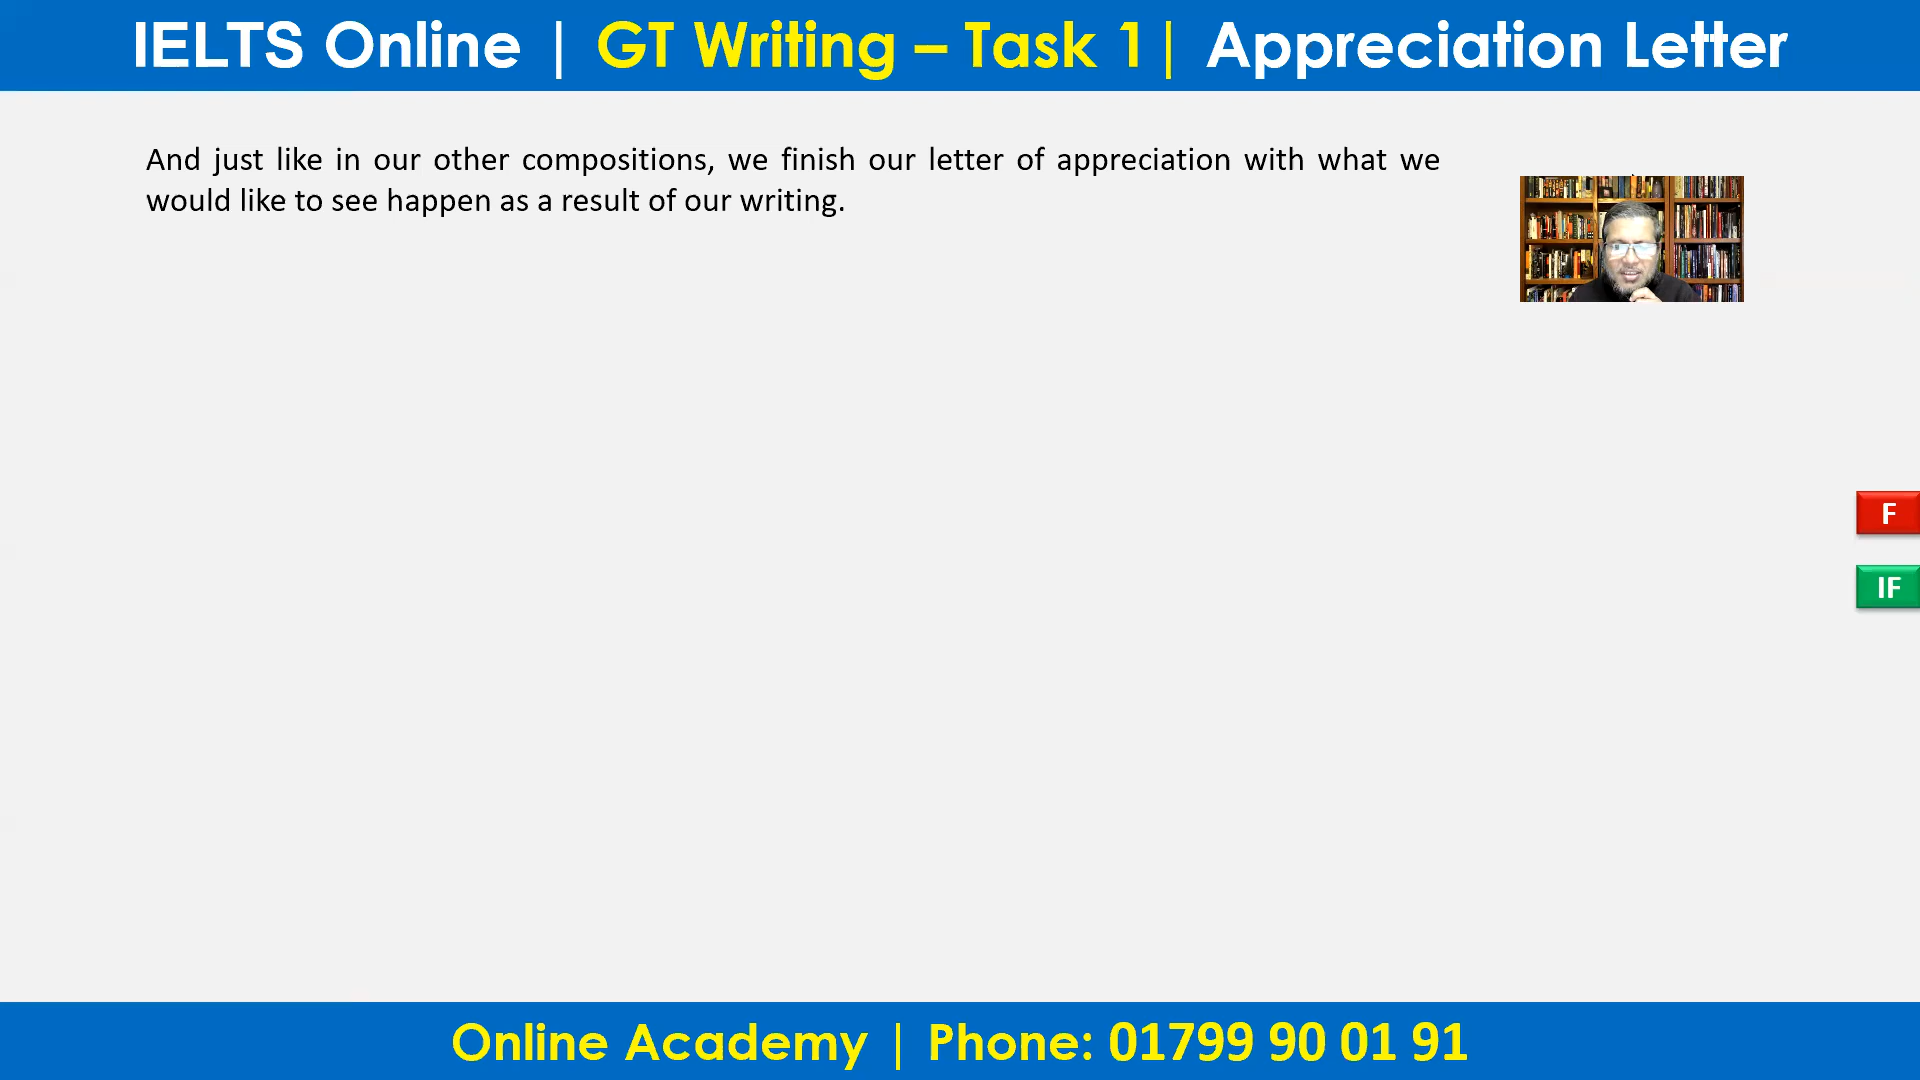 IELTS Online | GT Writing – Task 1 | Appreciation Letter
And just like in our other compositions, we finish our letter of appreciation with what we
would like to see happen as a result of our writing.
F
IF
Online Academy | Phone: 01799 90 01 91